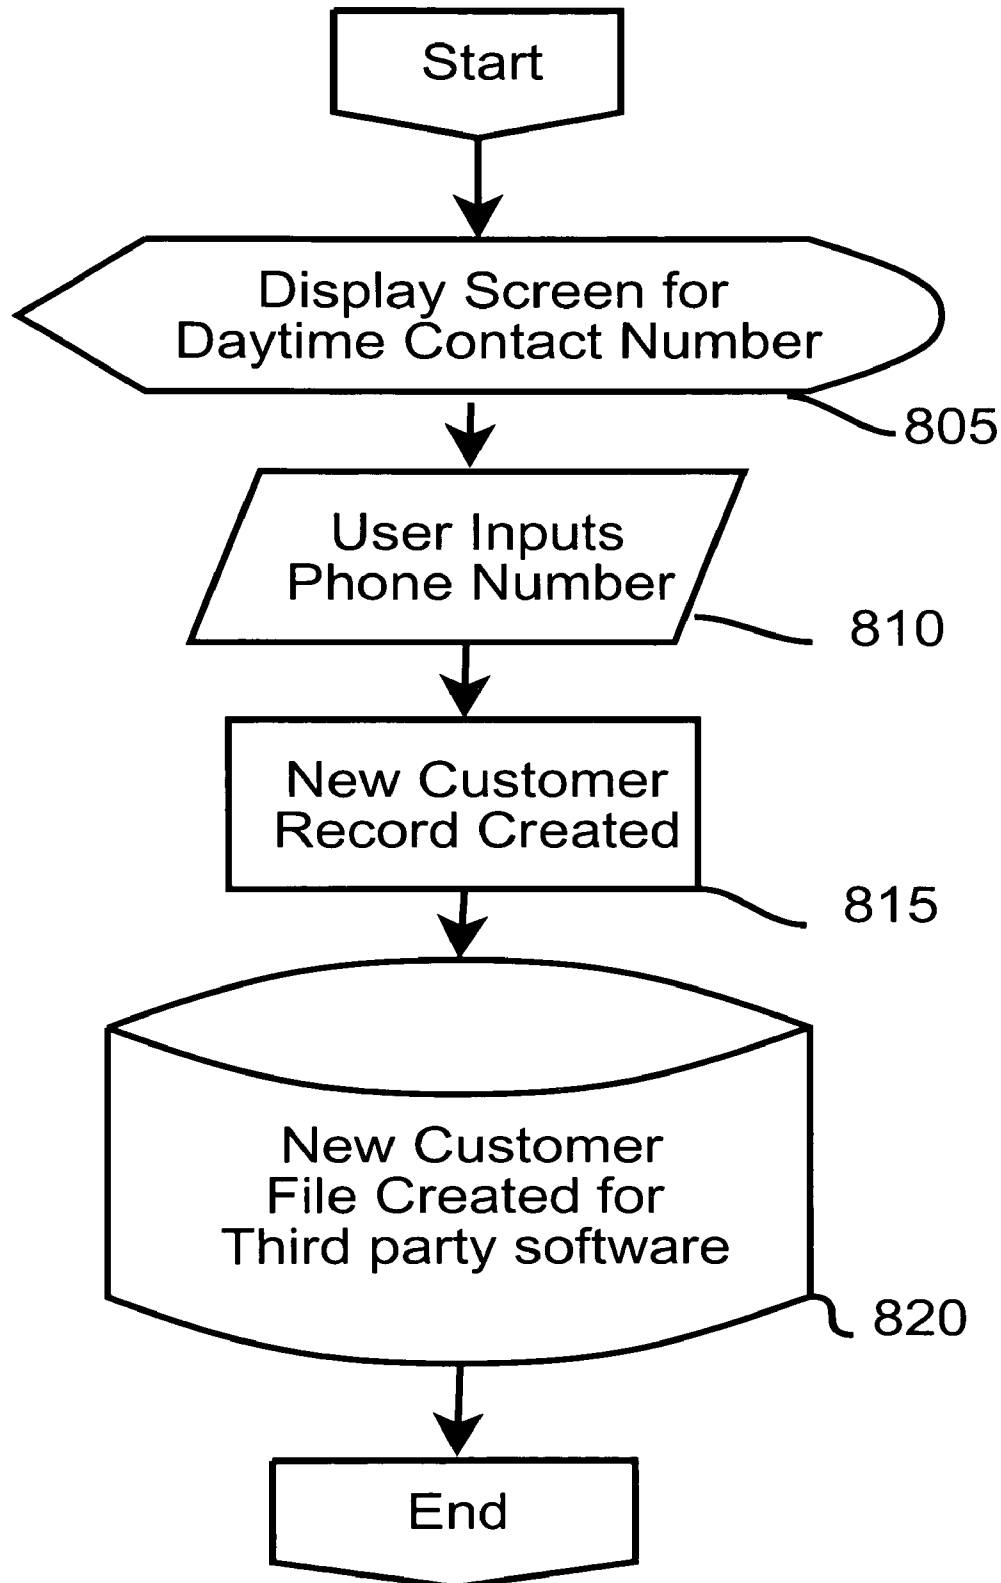 Start
Display Screen for
Daytime Contact Number
805
User Inputs
Phone Number
810
New Customer
Record Created
815
New Customer
File Created for
Third party software
820
End